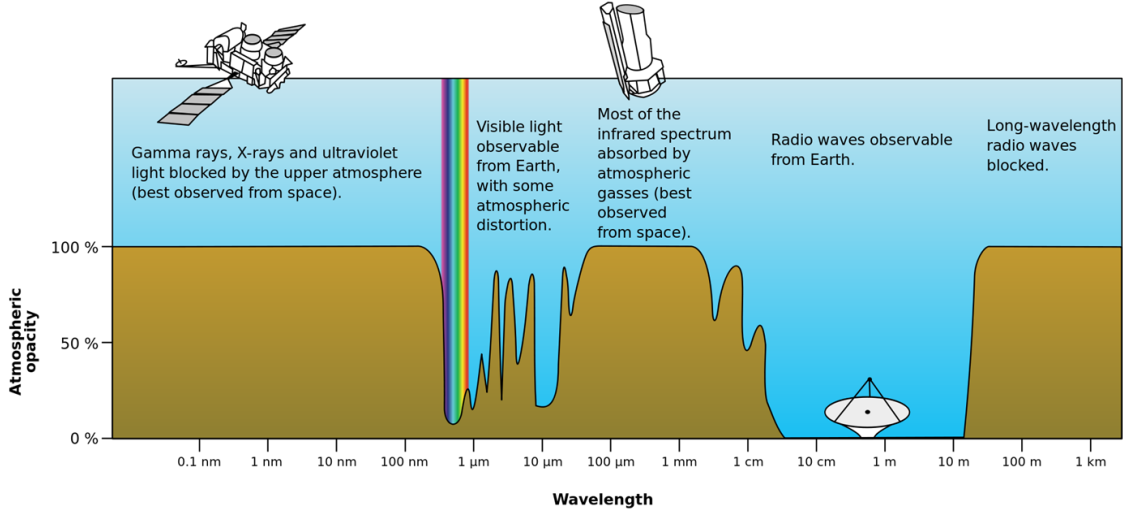 Gamma rays, X-rays and ultraviolet
light blocked by the upper atmosphere
(best observed from space).
Visible light
observable
from Earth,
with some
atmospheric
distortion.
Most of the
infrared spectrum
absorbed by
atmospheric
gasses (best
observed
from space).
Radio waves observable
from Earth.
Long-wavelength
radio waves
blocked.
Atmospheric
opacity
100 %
50 %
0 %
0.1 nm
1 nm
10 nm
100 nm
1 μm
10 μm
100 μm
1 mm
1 cm
10 cm
1 m
10 m
100 m
1 km
Wavelength